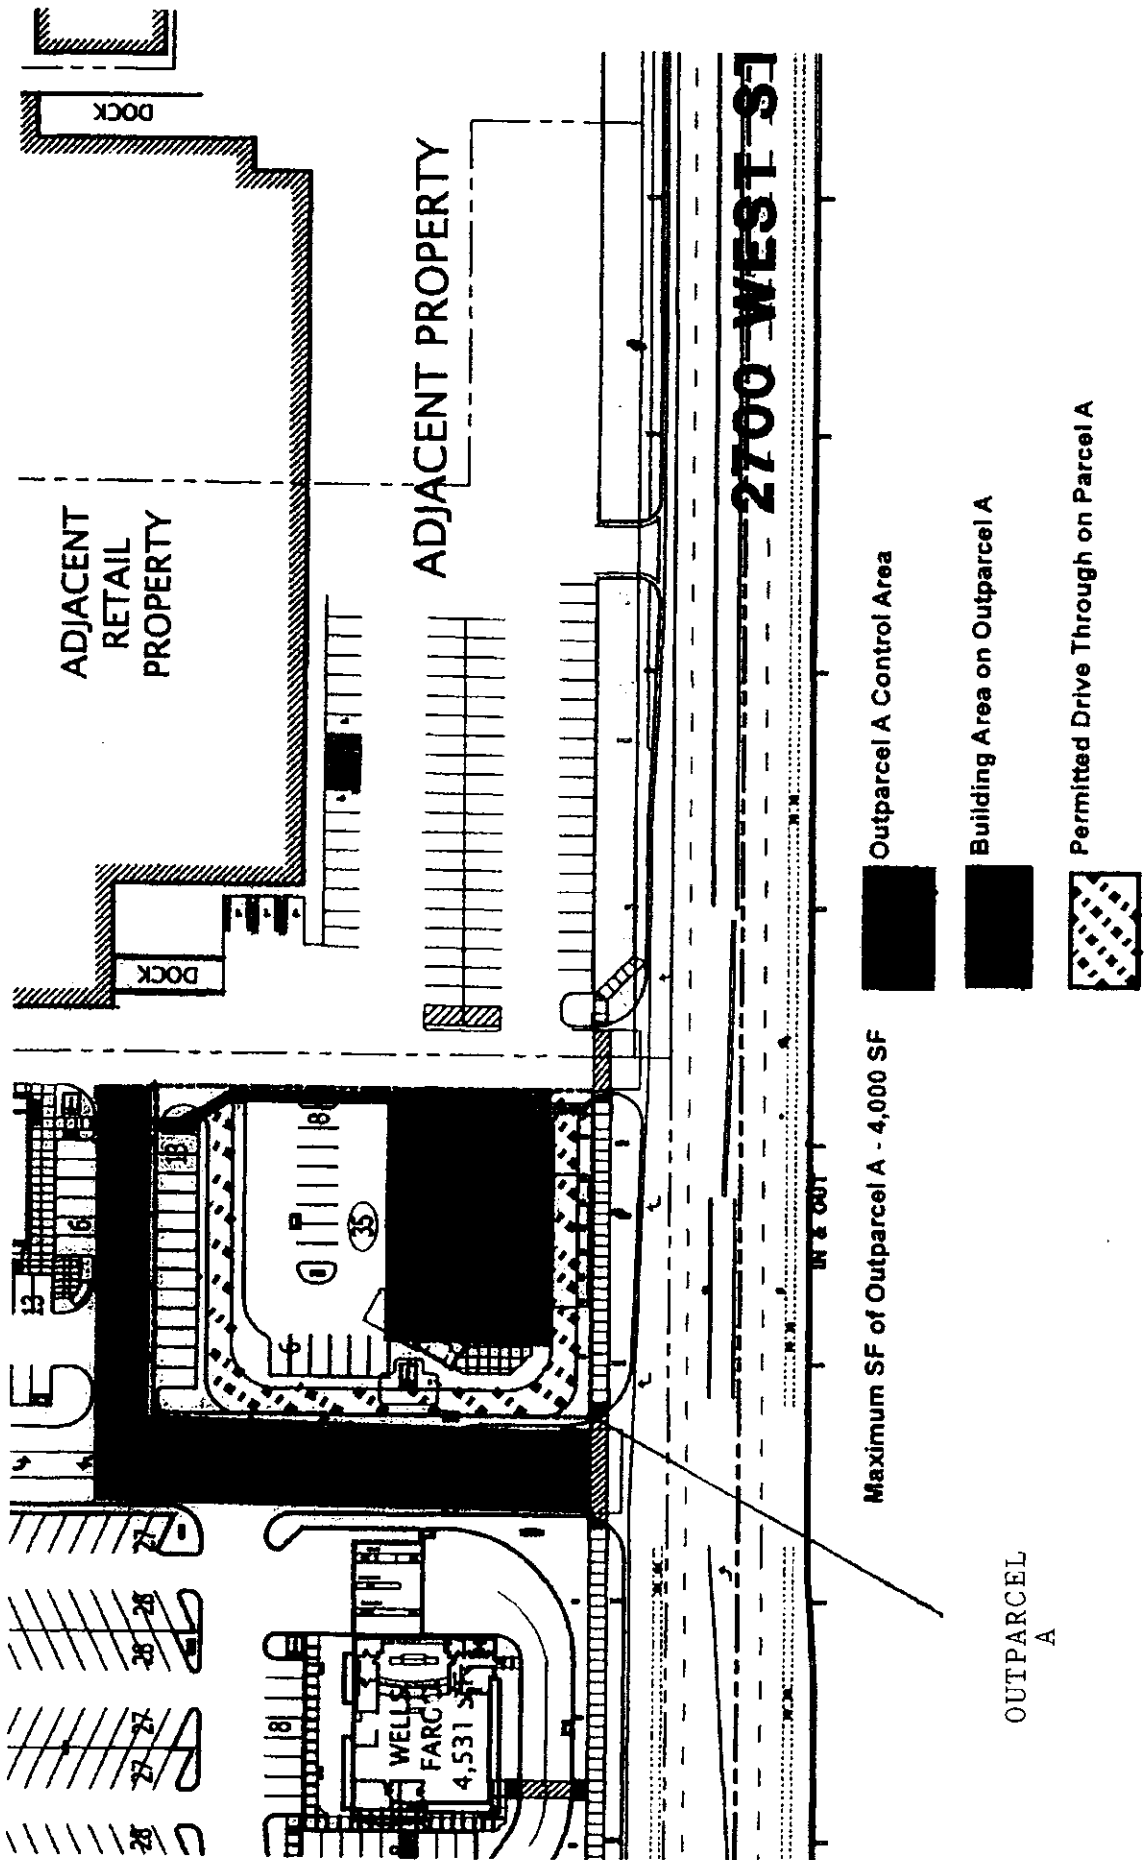 DOCK
ADJACENT
RETAIL
PROPERTY
ADJACENT PROPERTY
2700 WEST ST
DOCK
6
13
13
8
35
6
IN & OUT
27
28
28
27
27
28
8
WELLS
FARGO
4,531 S
Maximum SF of Outparcel A - 4,000 SF
Outparcel A Control Area
Building Area on Outparcel A
Permitted Drive Through on Parcel A
OUTPARCEL
A